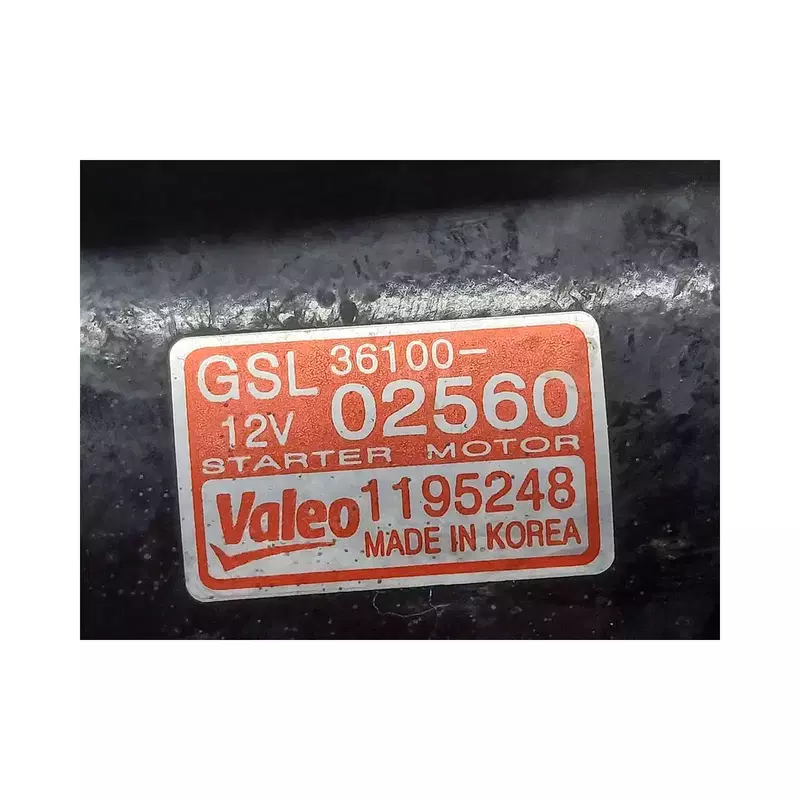 GSL 36100-
12V 02560
STARTER MOTOR
Valeo 1195248
MADE IN KOREA